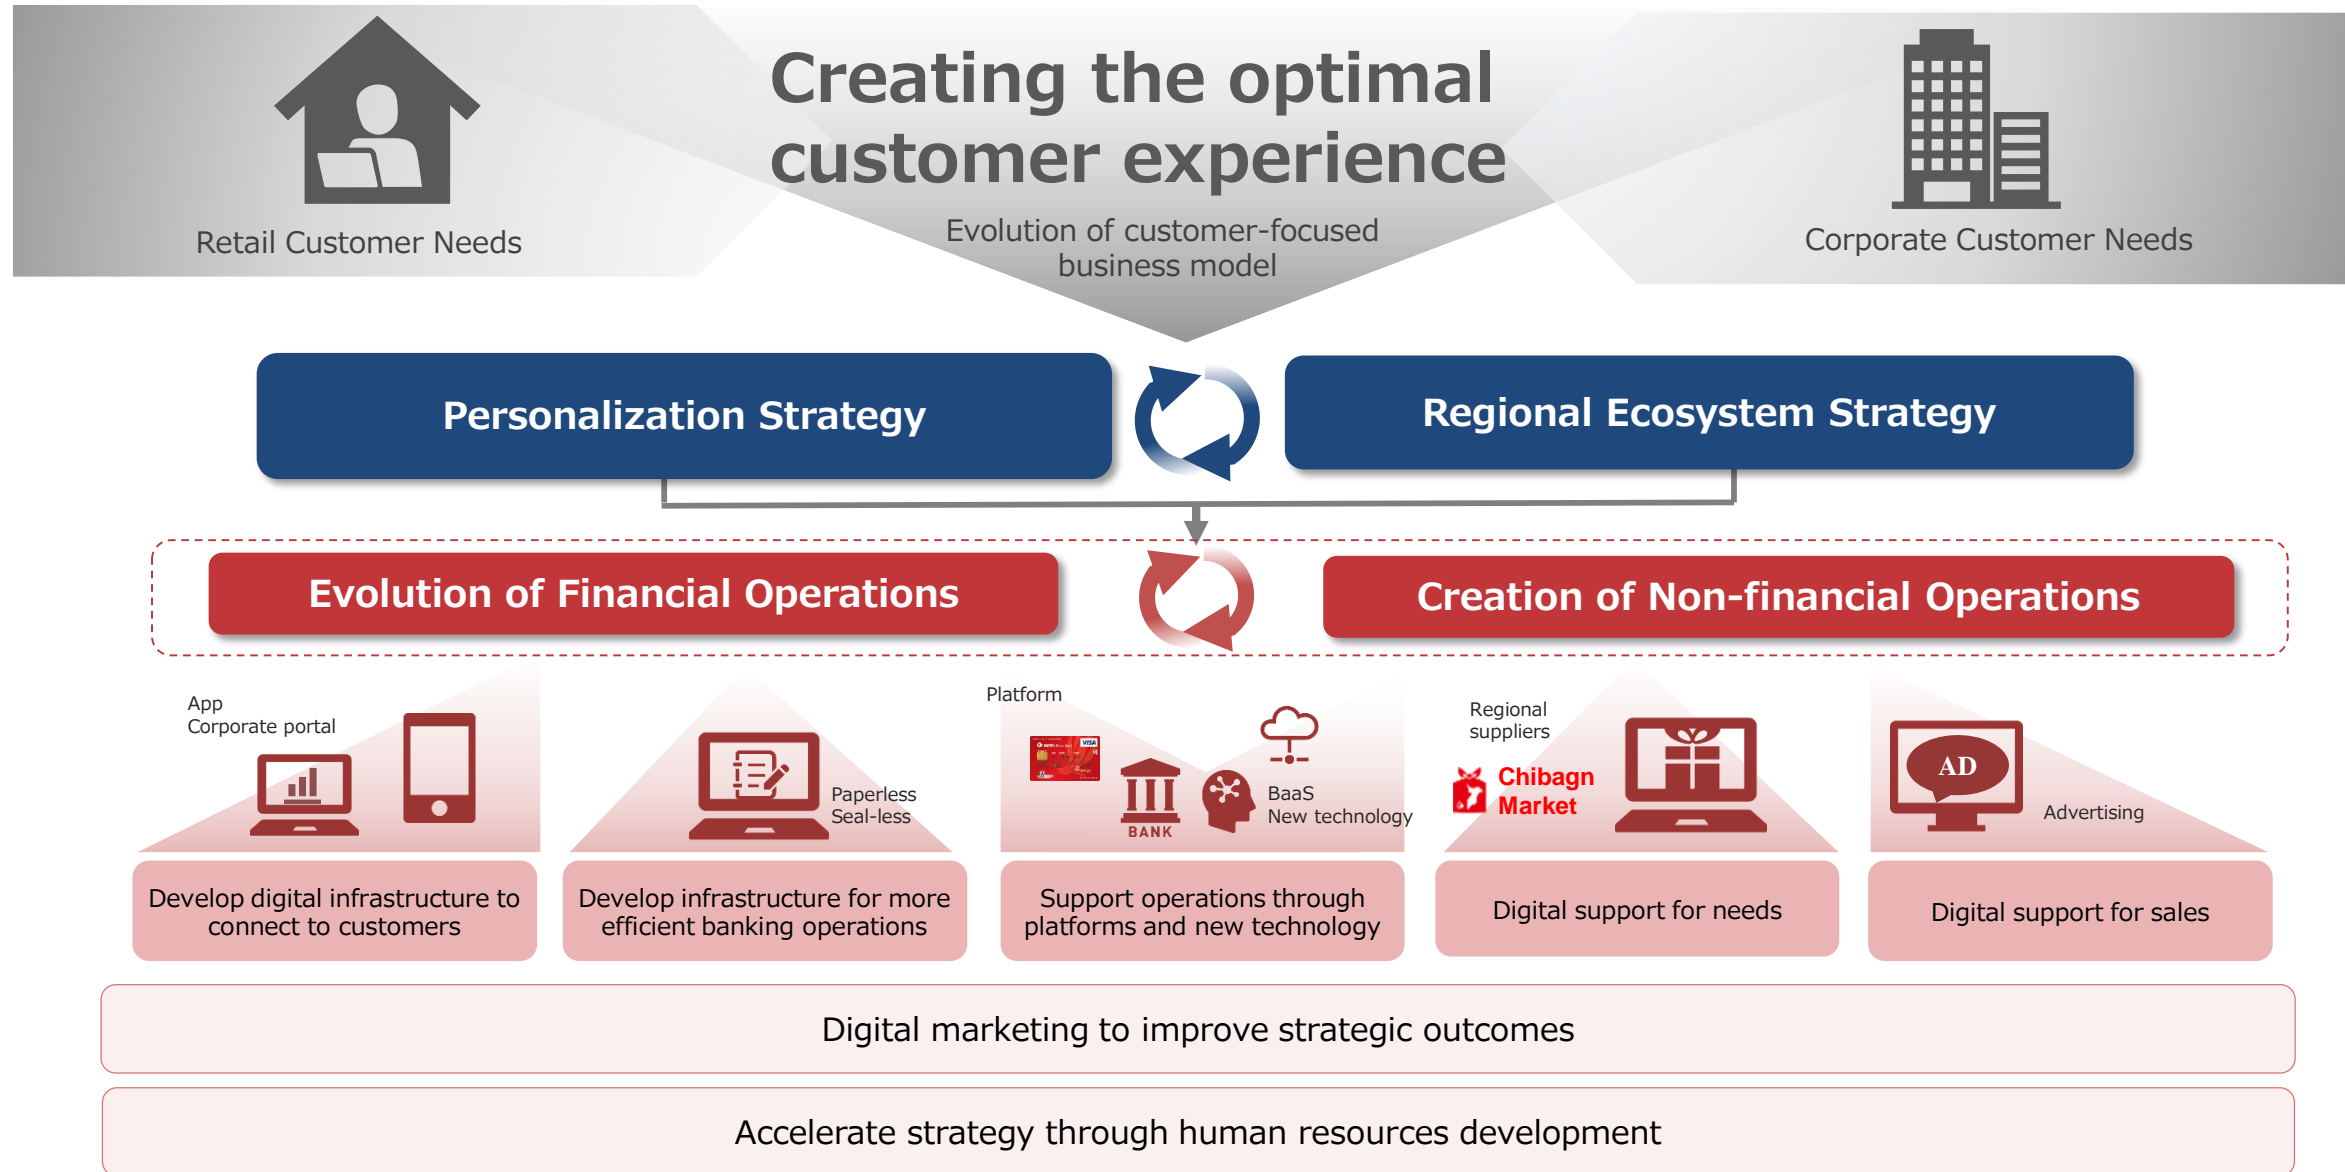 Creating the optimal
customer experience
Evolution of customer-focused
business model
Retail Customer Needs
Corporate Customer Needs
Personalization Strategy
Regional Ecosystem Strategy
Evolution of Financial Operations
Creation of Non-financial Operations
App
Corporate portal
Paperless
Seal-less
Platform
VISA
BANK
BaaS
New technology
Regional
suppliers
Chibagn
Market
AD
Advertising
Develop digital infrastructure to
connect to customers
Develop infrastructure for more
efficient banking operations
Support operations through
platforms and new technology
Digital support for needs
Digital support for sales
Digital marketing to improve strategic outcomes
Accelerate strategy through human resources development